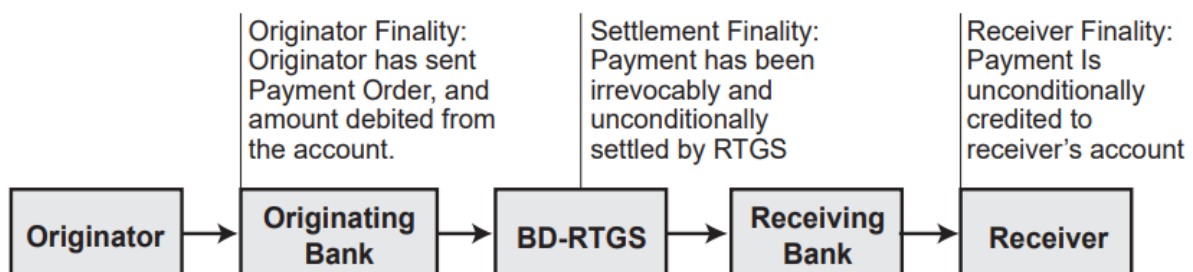 Originator Finality:
Originator has sent
Payment Order, and
amount debited from
the account.
Settlement Finality:
Payment has been
irrevocably and
unconditionally
settled by RTGS
Receiver Finality:
Payment Is
unconditionally
credited to
receiver's account
Originator
Originating
Bank
BD-RTGS
Receiving
Bank
Receiver